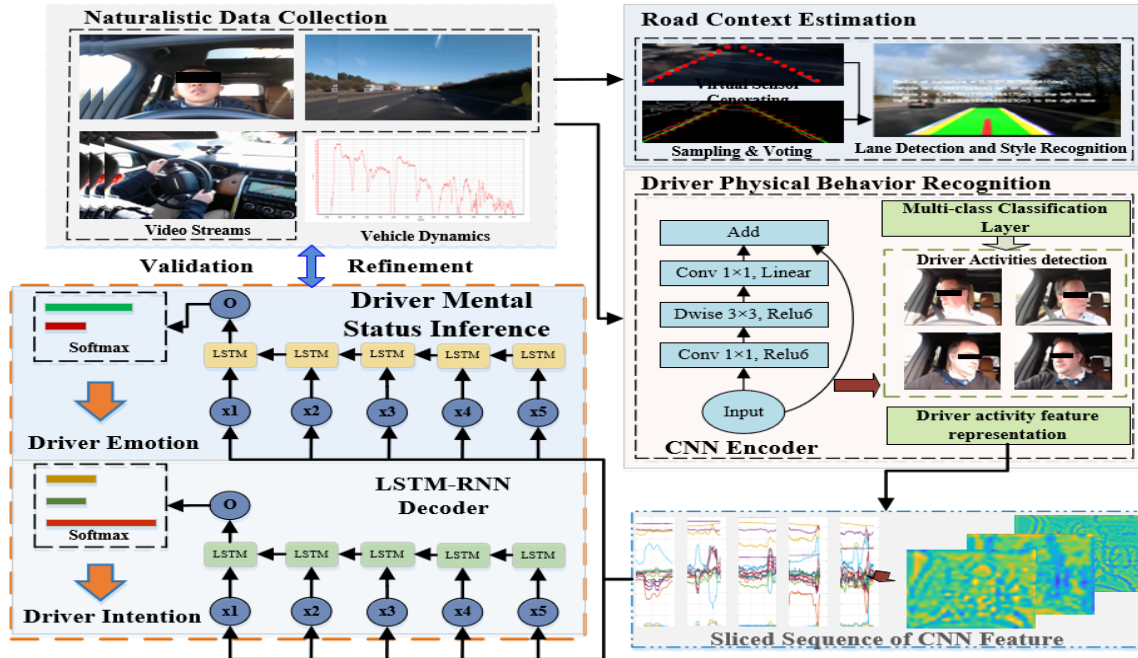 Naturalistic Data Collection
Video Streams
Vehicle Dynamics
Road Context Estimation
Virtual Sensor
Generating
Sampling & Voting
Lane Detection and Style Recognition
Validation
Refinement
Driver Physical Behavior Recognition
Add
Conv 1×1, Linear
Dwise 3×3, Relu6
Conv 1×1, Relu6
Input
CNN Encoder
Multi-class Classification
Layer
Driver Activities detection
Driver activity feature
representation
Driver Mental
Status Inference
Softmax
O
LSTM LSTM LSTM LSTM LSTM
x1 x2 x3 x4 x5
Driver Emotion
LSTM-RNN
Decoder
Softmax
O
LSTM LSTM LSTM LSTM LSTM
x1 x2 x3 x4 x5
Driver Intention
Sliced Sequence of CNN Feature